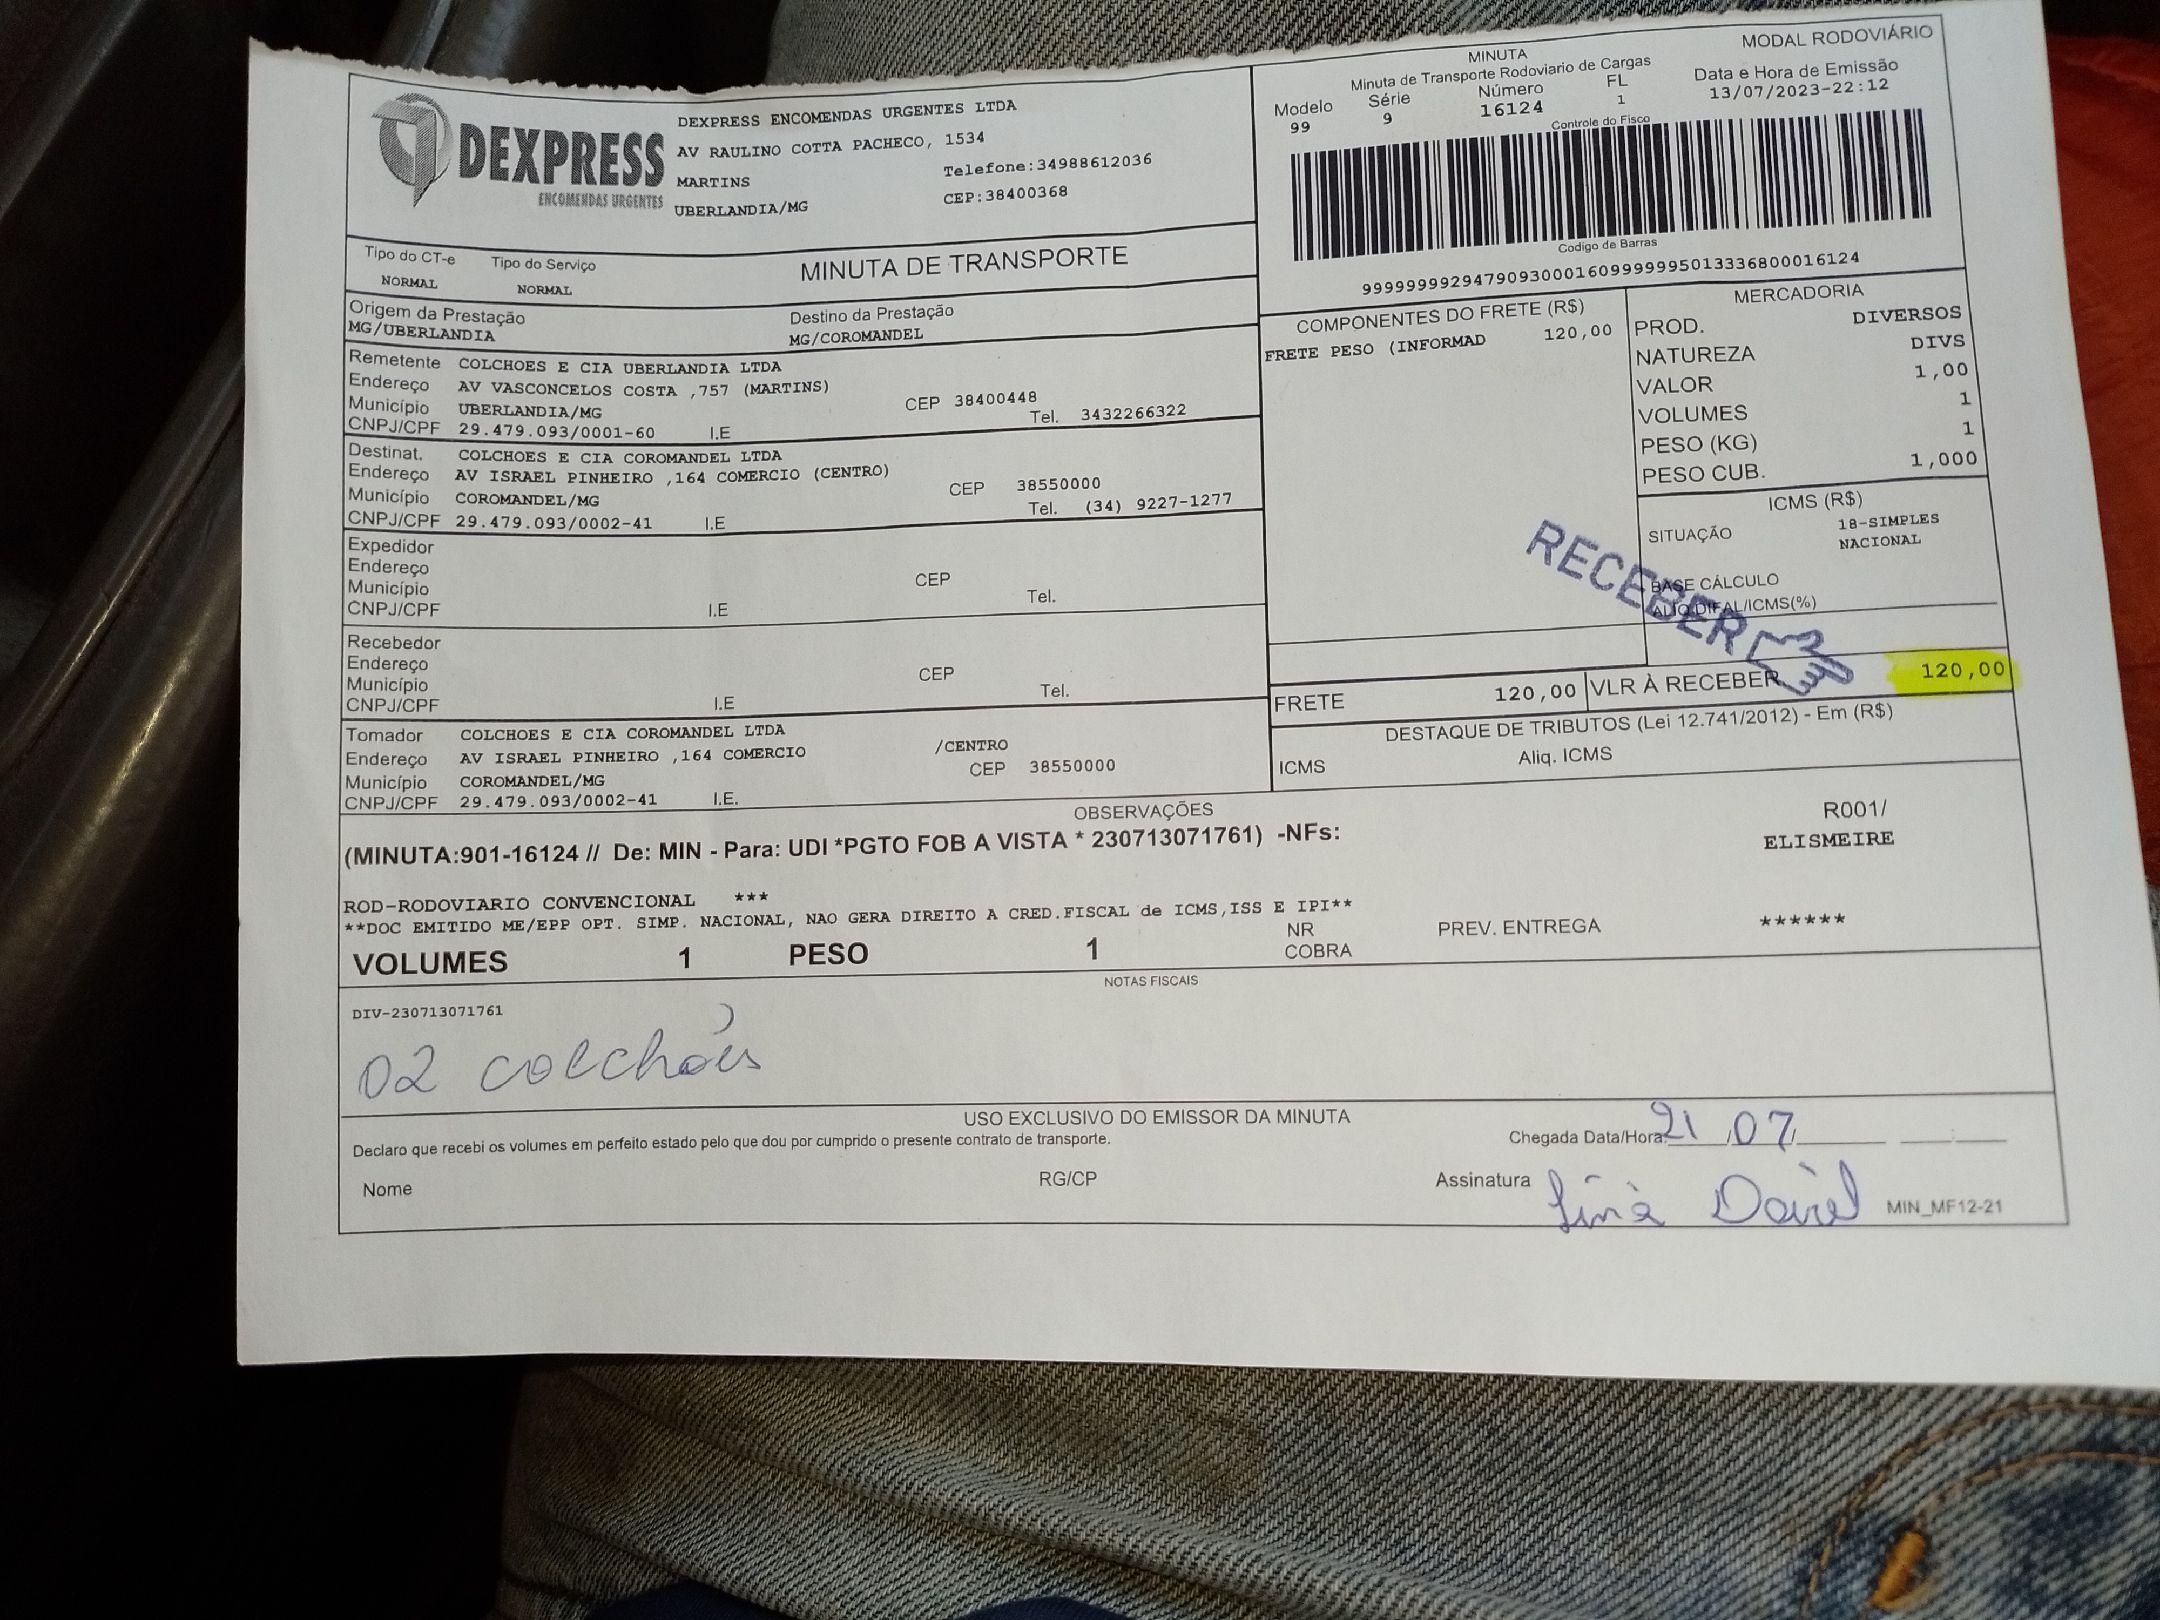 DEXPRESS
ENCOMENDAS URGENTES
DEXPRESS ENCOMENDAS URGENTES LTDA
AV RAULINO COTTA PACHECO, 1534
MARTINS
Telefone:34988612036
UBERLANDIA/MG
CEP:38400368
MINUTA
MODAL RODOVIÁRIO
Minuta de Transporte Rodoviario de Cargas
Data e Hora de Emissão
Modelo Série Número FL
13/07/2023-22:12
99 9 16124 1
Controle do Fisco
Codigo de Barras
Tipo do CT-e Tipo do Serviço
NORMAL NORMAL
MINUTA DE TRANSPORTE
Origem da Prestação Destino da Prestação
MG/UBERLANDIA MG/COROMANDEL
Remetente COLCHOES E CIA UBERLANDIA LTDA
Endereço AV VASCONCELOS COSTA ,757 (MARTINS)
Município UBERLANDIA/MG CEP 38400448
CNPJ/CPF 29.479.093/0001-60 I.E Tel. 3432266322
Destinat. COLCHOES E CIA COROMANDEL LTDA
Endereço AV ISRAEL PINHEIRO ,164 COMERCIO (CENTRO)
Município COROMANDEL/MG CEP 38550000
CNPJ/CPF 29.479.093/0002-41 I.E Tel. (34) 9227-1277
Expedidor
Endereço
Município CEP
CNPJ/CPF I.E Tel.
Recebedor
Endereço
Município CEP
CNPJ/CPF I.E Tel.
Tomador COLCHOES E CIA COROMANDEL LTDA
Endereço AV ISRAEL PINHEIRO ,164 COMERCIO /CENTRO
Município COROMANDEL/MG CEP 38550000
CNPJ/CPF 29.479.093/0002-41 I.E.
COMPONENTES DO FRETE (R$)
FRETE PESO (INFORMAD 120,00
MERCADORIA
PROD. DIVERSOS
NATUREZA DIVS
VALOR 1,00
VOLUMES 1
PESO (KG) 1
PESO CUB. 1,000
ICMS (R$)
SITUAÇÃO 18-SIMPLES
NACIONAL
BASE CÁLCULO
ALIQ.DIFAL/ICMS(%)
RECEBER
FRETE 120,00 VLR À RECEBER 120,00
DESTAQUE DE TRIBUTOS (Lei 12.741/2012) - Em (R$)
ICMS Aliq. ICMS
OBSERVAÇÕES
R001/
(MINUTA:901-16124 // De: MIN - Para: UDI *PGTO FOB A VISTA * 230713071761) -NFs:
ELISMEIRE
ROD-RODOVIARIO CONVENCIONAL ***
**DOC EMITIDO ME/EPP OPT. SIMP. NACIONAL, NAO GERA DIREITO A CRED.FISCAL de ICMS,ISS E IPI**
VOLUMES 1 PESO 1 NR COBRA PREV. ENTREGA ******
NOTAS FISCAIS
DIV-230713071761
02 colchões
USO EXCLUSIVO DO EMISSOR DA MINUTA
Declaro que recebi os volumes em perfeito estado pelo que dou por cumprido o presente contrato de transporte.
Chegada Data/Hora: 21 / 07 /
Nome RG/CP Assinatura MIN_MF12-21